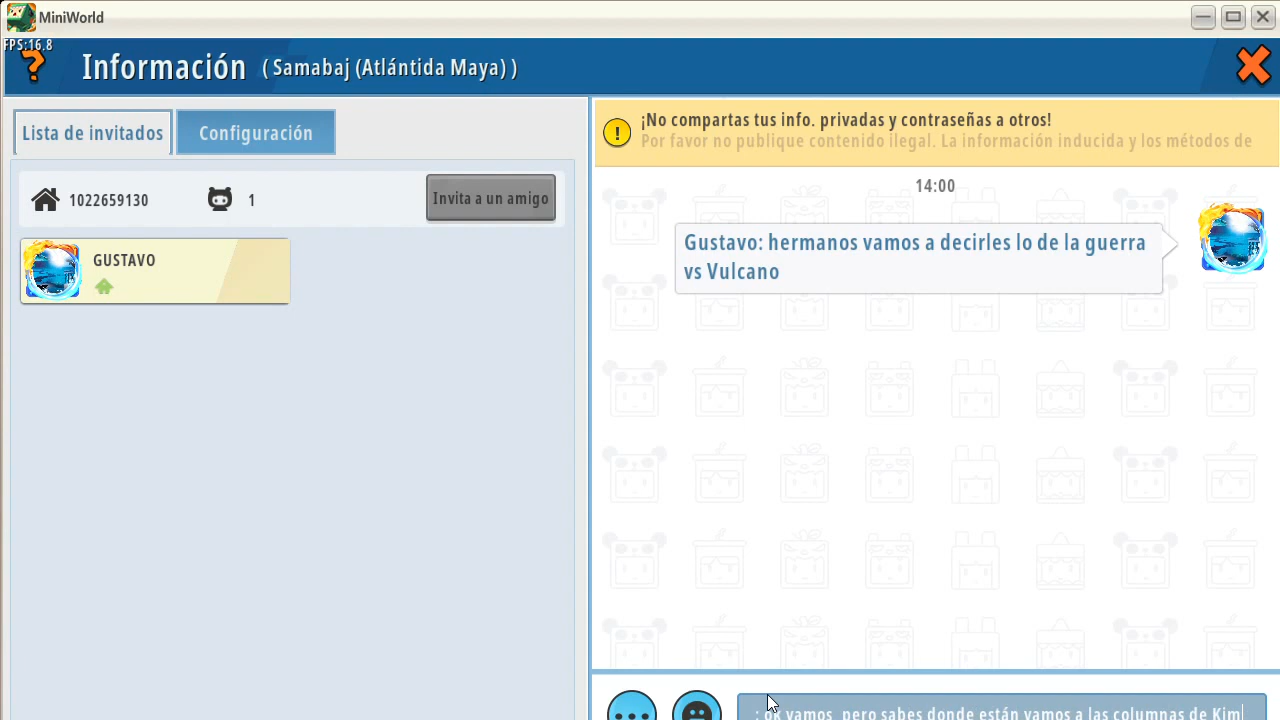 MiniWorld
FPS:16.8
? Información ( Samabaj (Atlántida Maya) )
Lista de invitados
Configuración
¡No compartas tus info. privadas y contraseñas a otros!
Por favor no publique contenido ilegal. La información inducida y los métodos de
1022659130
1
Invita a un amigo
GUSTAVO
14:00
Gustavo: hermanos vamos a decirles lo de la guerra
vs Vulcano
: ok vamos, pero sabes donde están vamos a las columnas de Kim